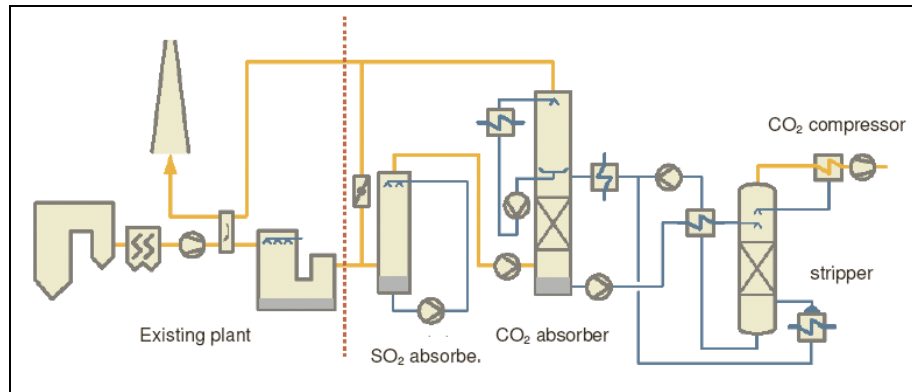 CO₂ compressor
stripper
Existing plant
CO₂ absorber
SO₂ absorbe.